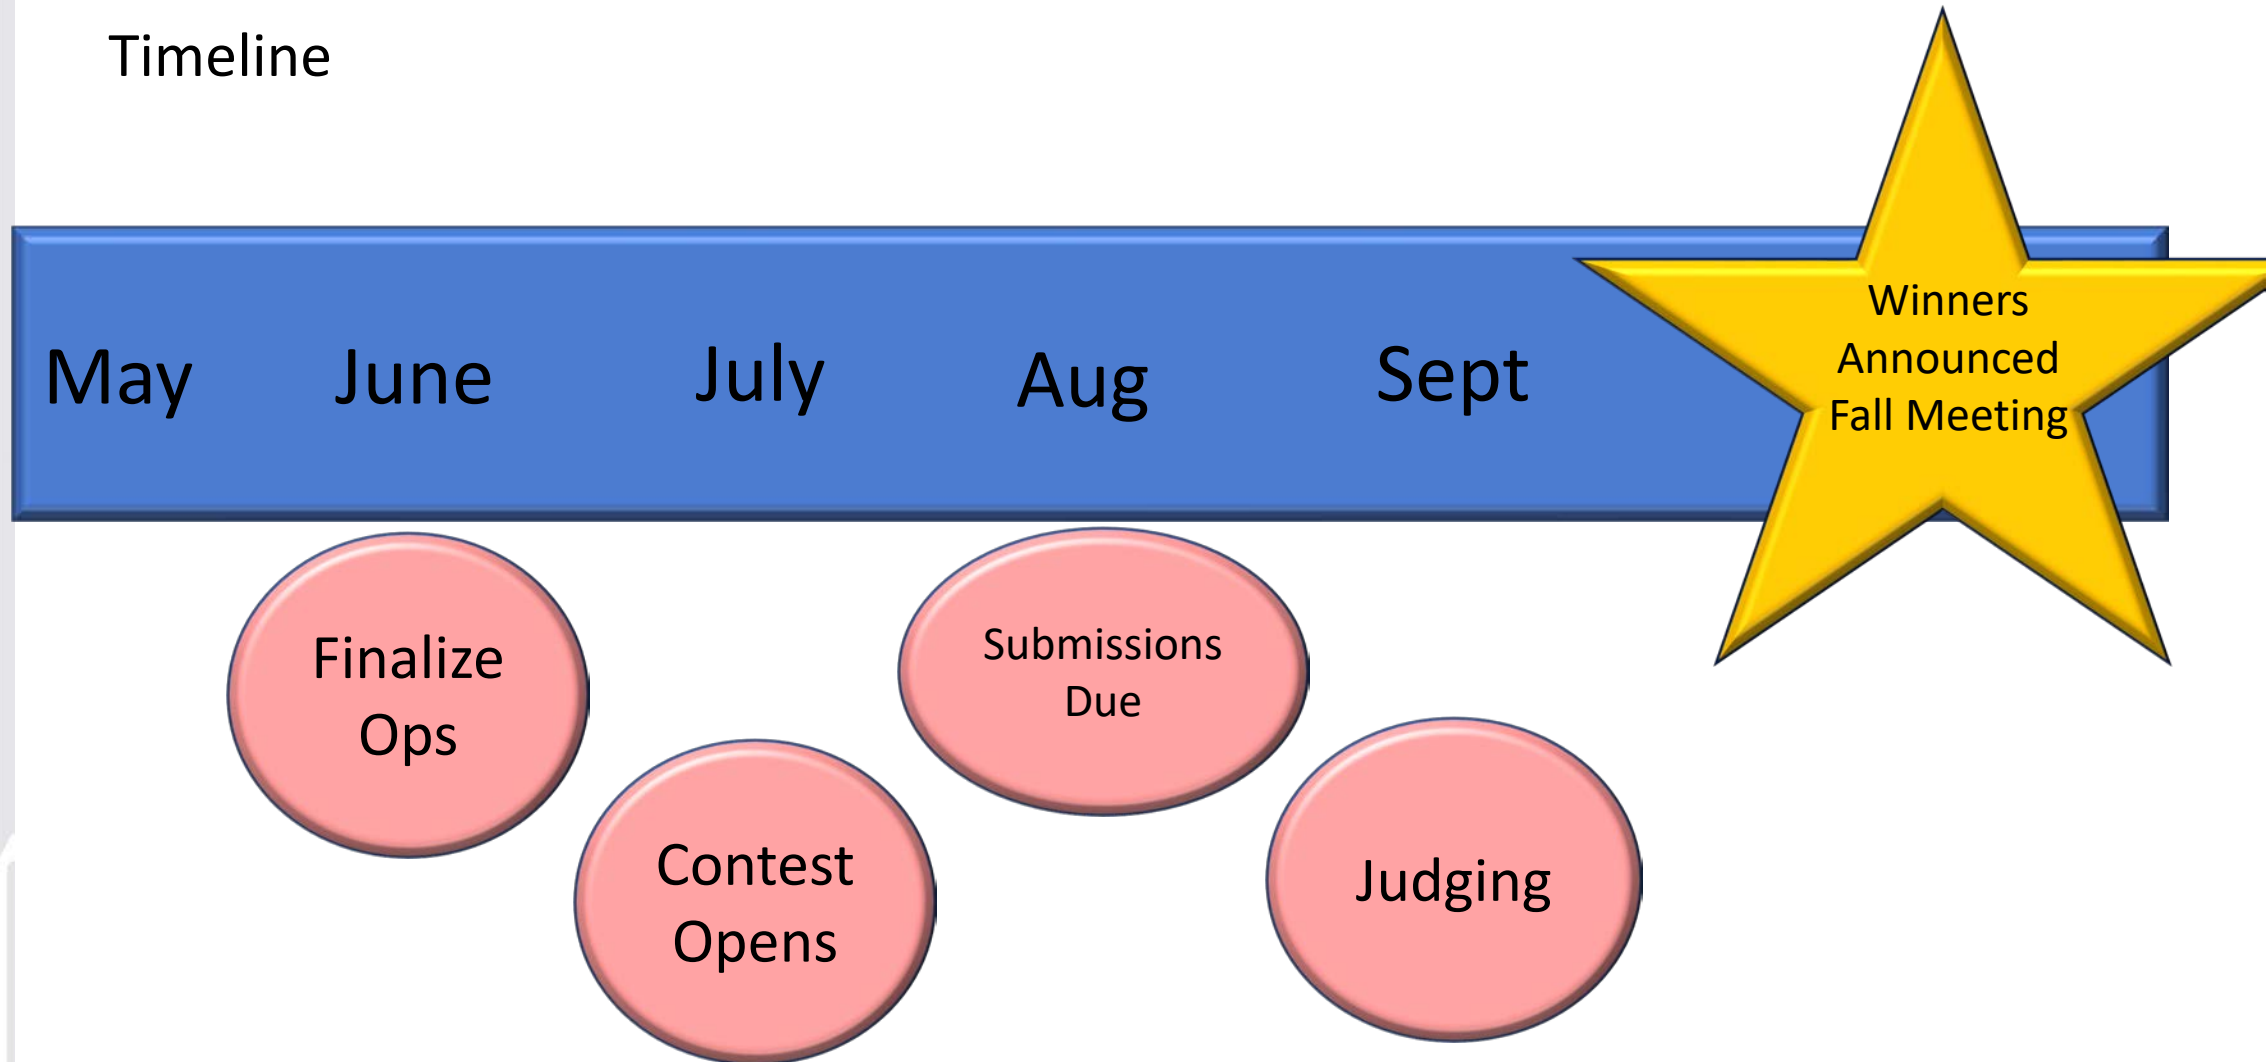 Timeline
May June July Aug Sept
Winners
Announced
Fall Meeting
Finalize
Ops
Contest
Opens
Submissions
Due
Judging